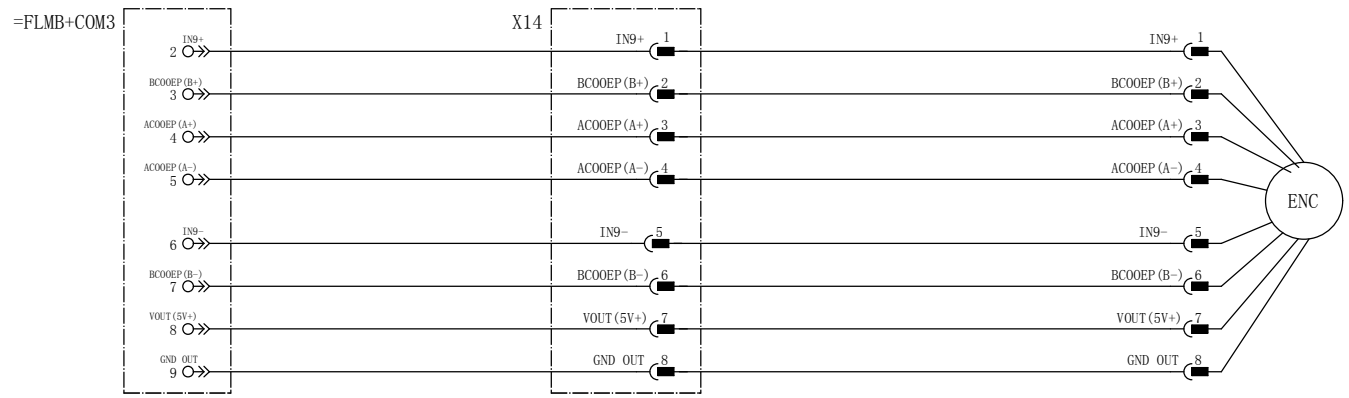 =FLMB+COM3
X14
IN9+
2
IN9+ 1
IN9+ 1
BCOOEP(B+)
3
BCOOEP(B+) 2
BCOOEP(B+) 2
ACOOEP(A+)
4
ACOOEP(A+) 3
ACOOEP(A+) 3
ACOOEP(A-)
5
ACOOEP(A-) 4
ACOOEP(A-) 4
ENC
IN9-
6
IN9- 5
IN9- 5
BCOOEP(B-)
7
BCOOEP(B-) 6
BCOOEP(B-) 6
VOUT(5V+)
8
VOUT(5V+) 7
VOUT(5V+) 7
GND OUT
9
GND OUT 8
GND OUT 8